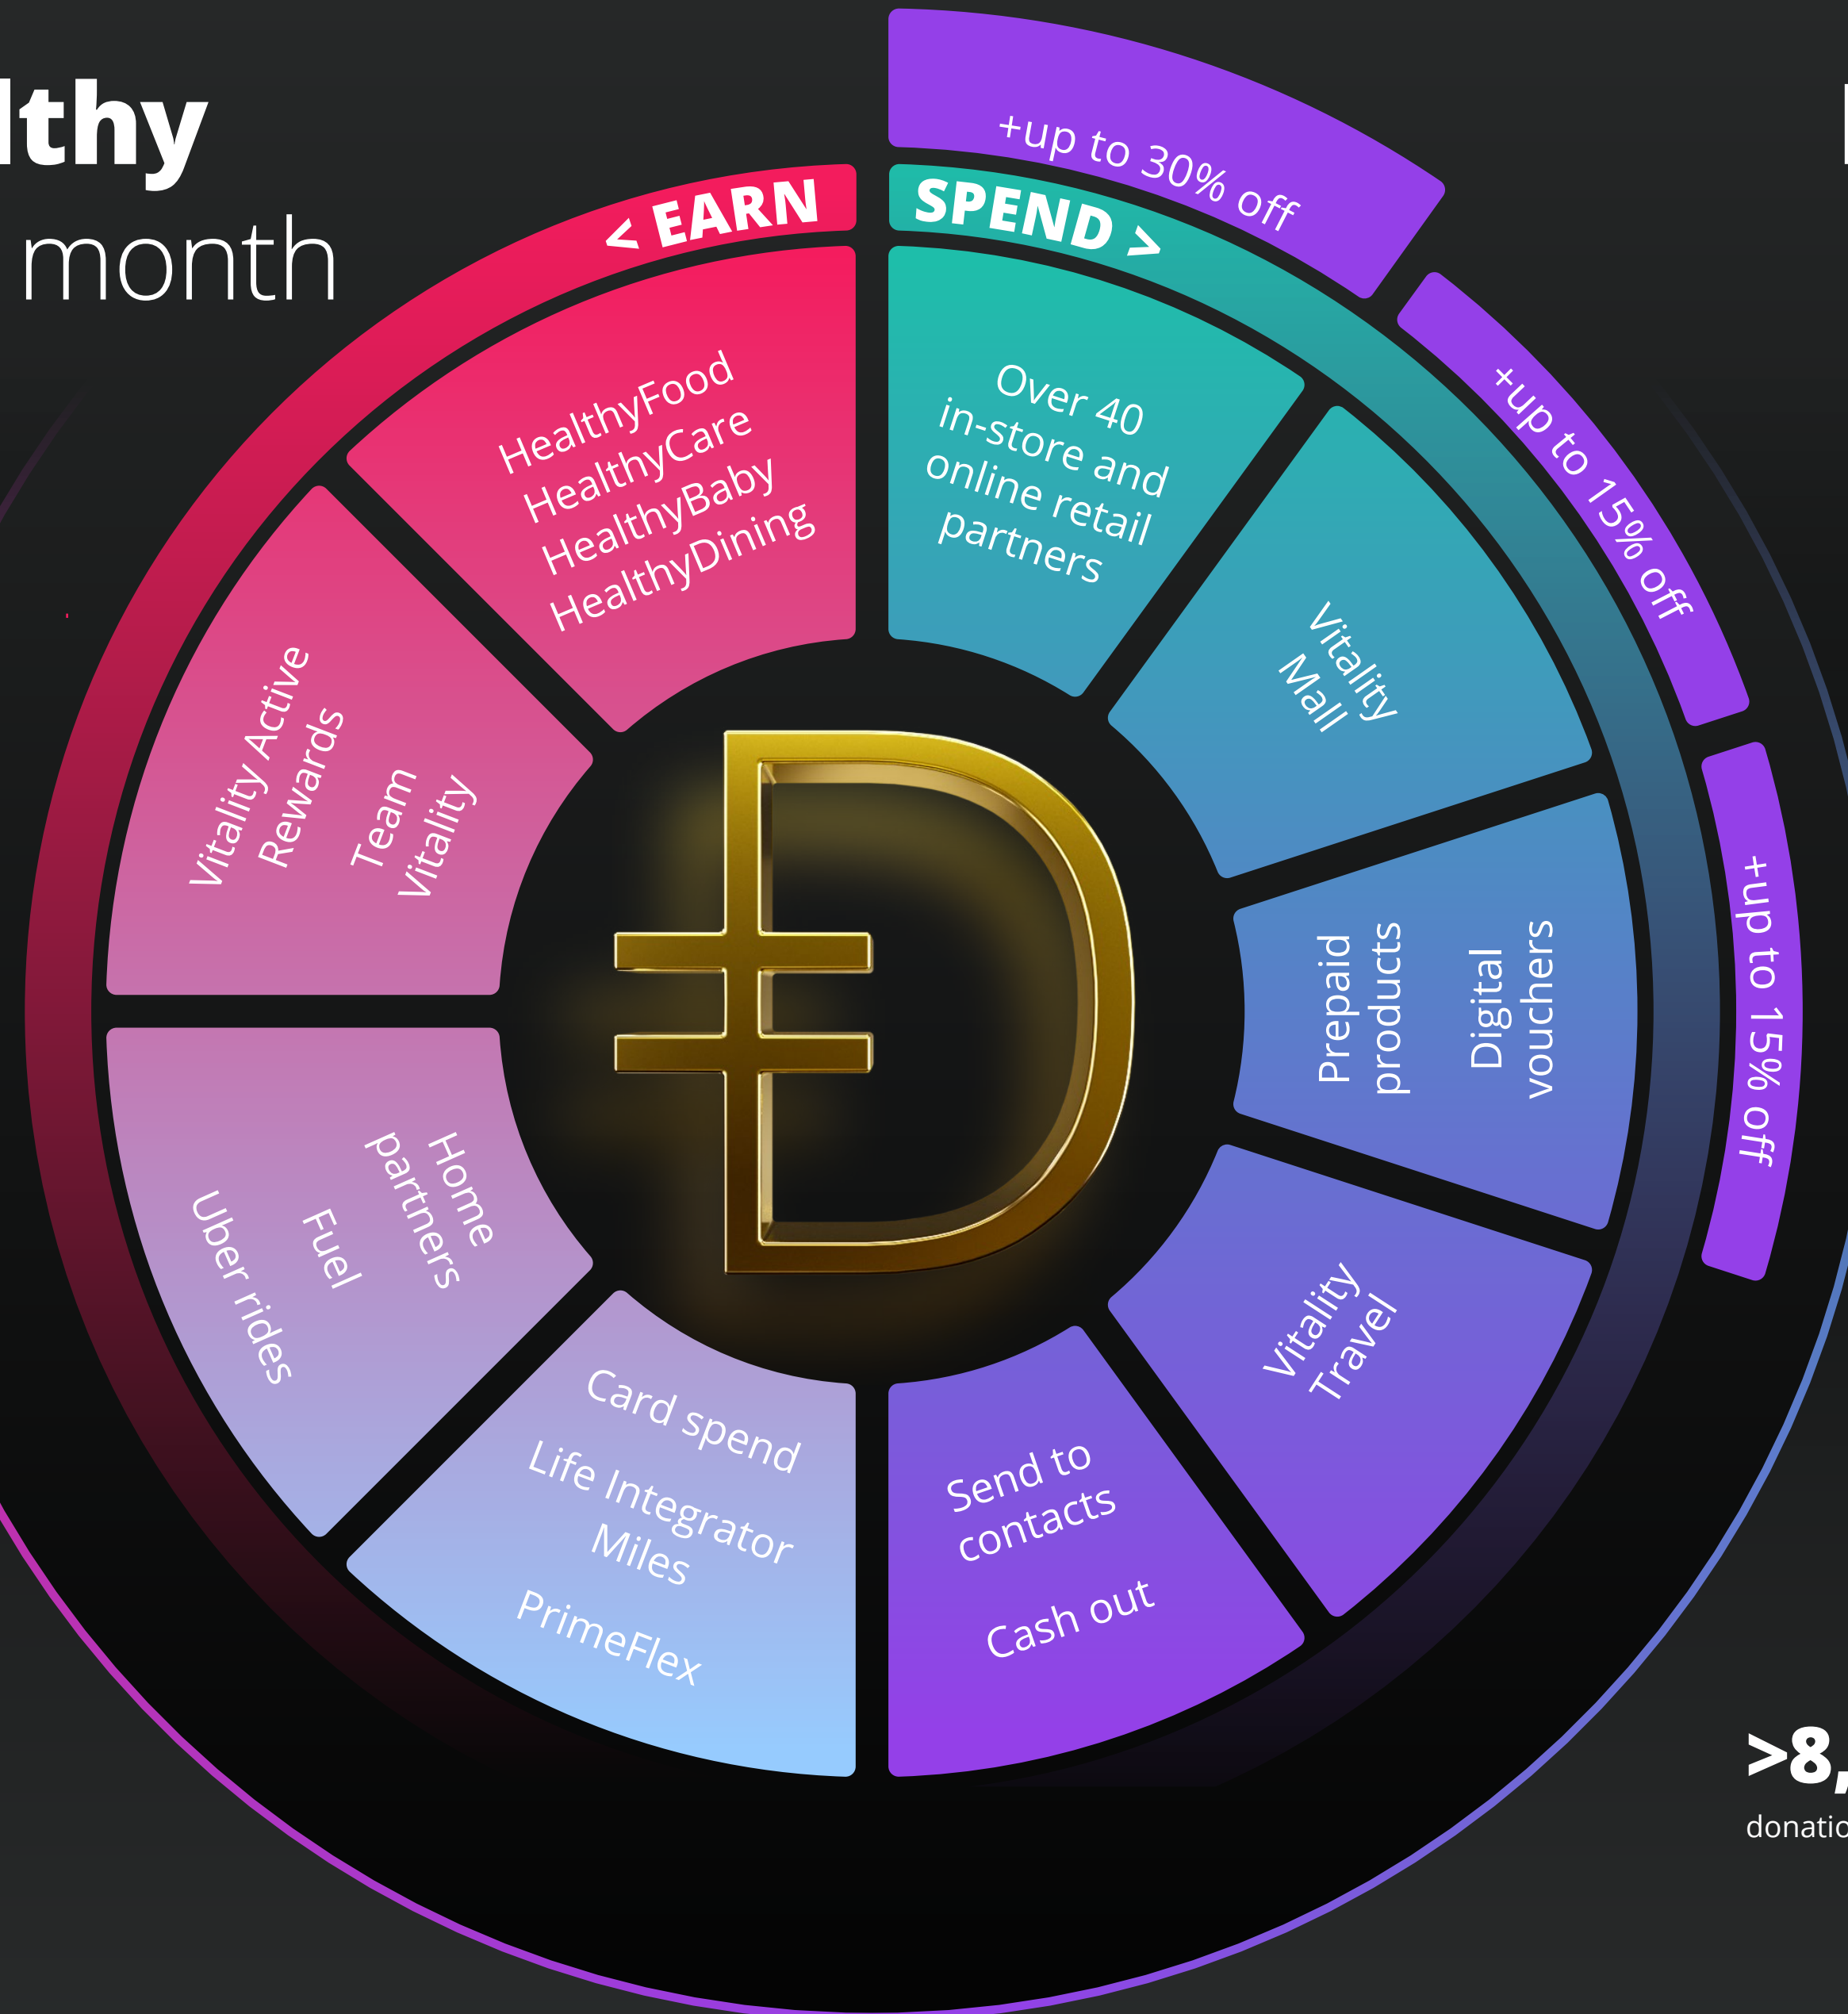 lthy
month
< EARN
SPEND >
+up to 30% off
+up to 15% off
+up to 15% off
HealthyFood
HealthyCare
HealthyBaby
HealthyDining
Over 40
in-store and
online retail
partners
Vitality
Mall
Prepaid
products
Digital
vouchers
Vitality
Travel
Send to
contacts
Cash out
Card spend
Life Integrator
Miles
PrimeFlex
Home
partners
Fuel
Uber rides
Vitality Active
Rewards
Team
Vitality
>8,
donatio